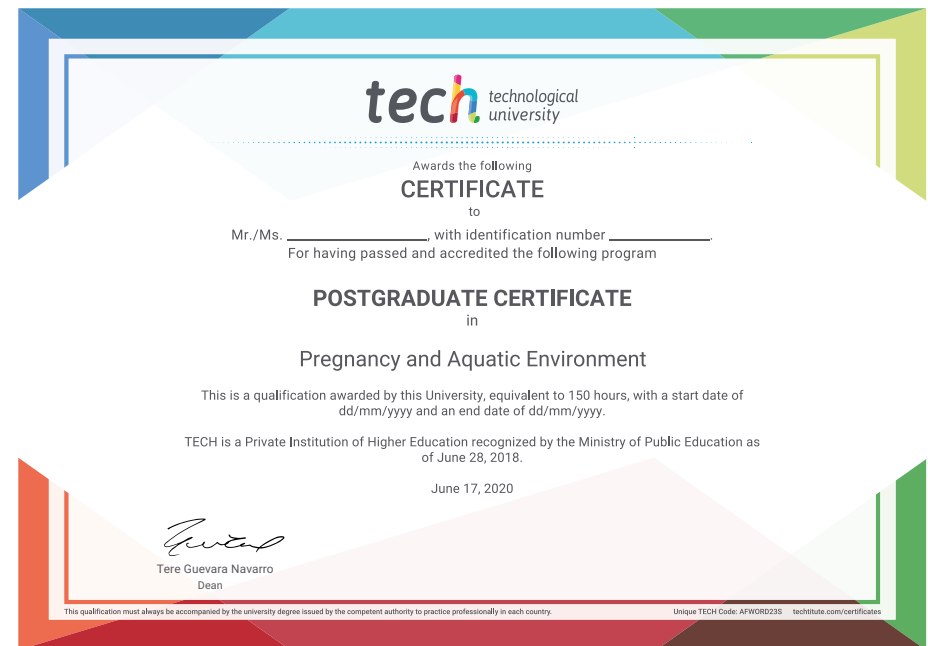 tech technological
university
Awards the following
CERTIFICATE
to
Mr./Ms. ____________________, with identification number ______________.
For having passed and accredited the following program
POSTGRADUATE CERTIFICATE
in
Pregnancy and Aquatic Environment
This is a qualification awarded by this University, equivalent to 150 hours, with a start date of
dd/mm/yyyy and an end date of dd/mm/yyyy.
TECH is a Private Institution of Higher Education recognized by the Ministry of Public Education as
of June 28, 2018.
June 17, 2020
Tere Guevara Navarro
Dean
This qualification must always be accompanied by the university degree issued by the competent authority to practice professionally in each country.
Unique TECH Code: AFWORD23S techtitute.com/certificates